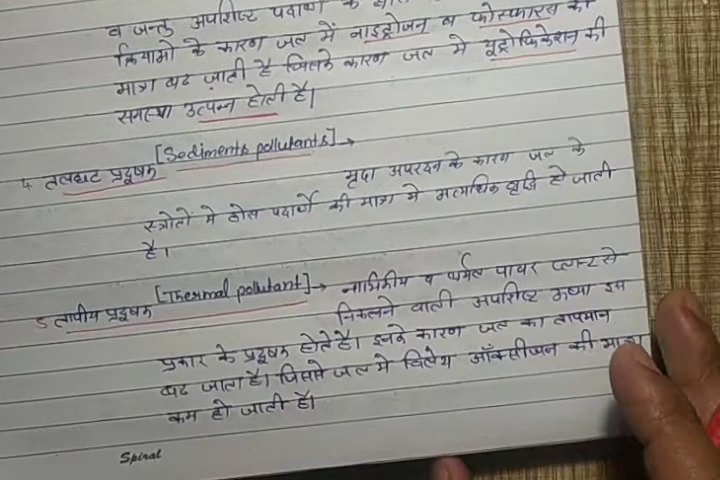 व जन्तु अपशिष्ट पदार्थो के
क्रियाओ के कारण जल में नाइट्रोजन व फोस्फोरस की
मात्रा बढ जाती है जिसके कारण जल मे यूट्रोफिकेशन की
समस्या उत्पन्न होती है।
4 तलछट प्रदूषक [Sediments pollutants] →
मृदा अपरदन के कारण जल के
स्त्रोतों मे ठोस पदार्थो की मात्रा मे अत्यधिक वृद्धि हो जाती
है।
5 तापीय प्रदूषक [Thermal pollutant] → नाभिकीय व थर्मल पावर प्लान्ट से
निकलने वाली अपशिष्ट ऊष्मा इस
प्रकार के प्रदूषक होते है। इनके कारण जल का तापमान
बढ जाता है। जिससे जल मे विलेय ऑक्सीजन की मात्रा
कम हो जाती है।
Spiral